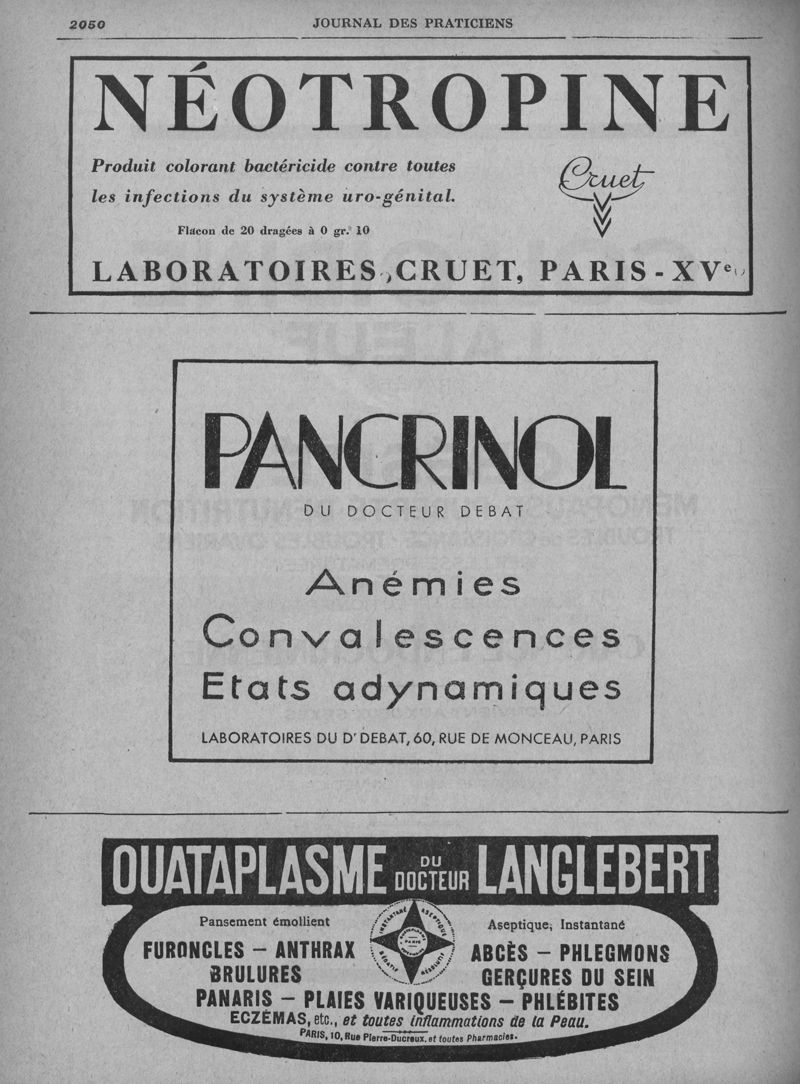 2050
JOURNAL DES PRATICIENS
NÉOTROPINE
Produit colorant bactéricide contre toutes
les infections du système uro-génital.
Cruet
Flacon de 20 dragées à 0 gr. 10
LABORATOIRES CRUET, PARIS - XVe
PANCRINOL
DU DOCTEUR DEBAT
Anémies
Convalescences
Etats adynamiques
LABORATOIRES DU Dr DEBAT, 60, RUE DE MONCEAU, PARIS
OUATAPLASME DU DOCTEUR LANGLEBERT
Pansement émollient
Aseptique, Instantané
INSTANTANÉ ASEPTIQUE
OUATAPLASME
PARIS
FURONCLES – ANTHRAX
ABCÈS – PHLEGMONS
BRULURES
GERÇURES DU SEIN
PANARIS – PLAIES VARIQUEUSES – PHLÉBITES
ECZÉMAS, etc., et toutes inflammations de la Peau.
PARIS, 10, Rue Pierre-Ducreux, et toutes Pharmacies.